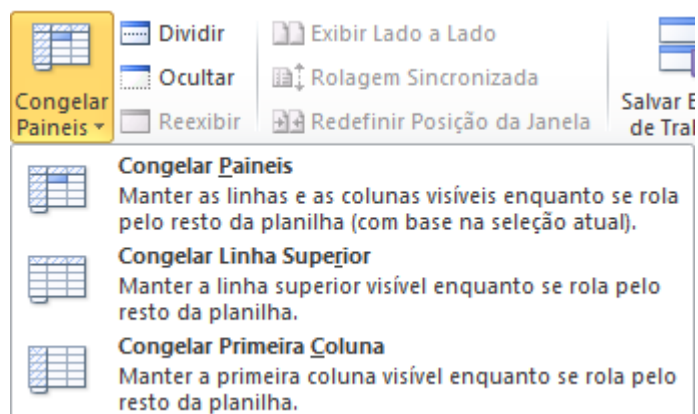 Congelar Paineis
Dividir
Ocultar
Reexibir
Exibir Lado a Lado
Rolagem Sincronizada
Redefinir Posição da Janela
Salvar
de
Congelar Paineis
Manter as linhas e as colunas visíveis enquanto se rola
pelo resto da planilha (com base na seleção atual).
Congelar Linha Superior
Manter a linha superior visível enquanto se rola pelo
resto da planilha.
Congelar Primeira Coluna
Manter a primeira coluna visível enquanto se rola pelo
resto da planilha.